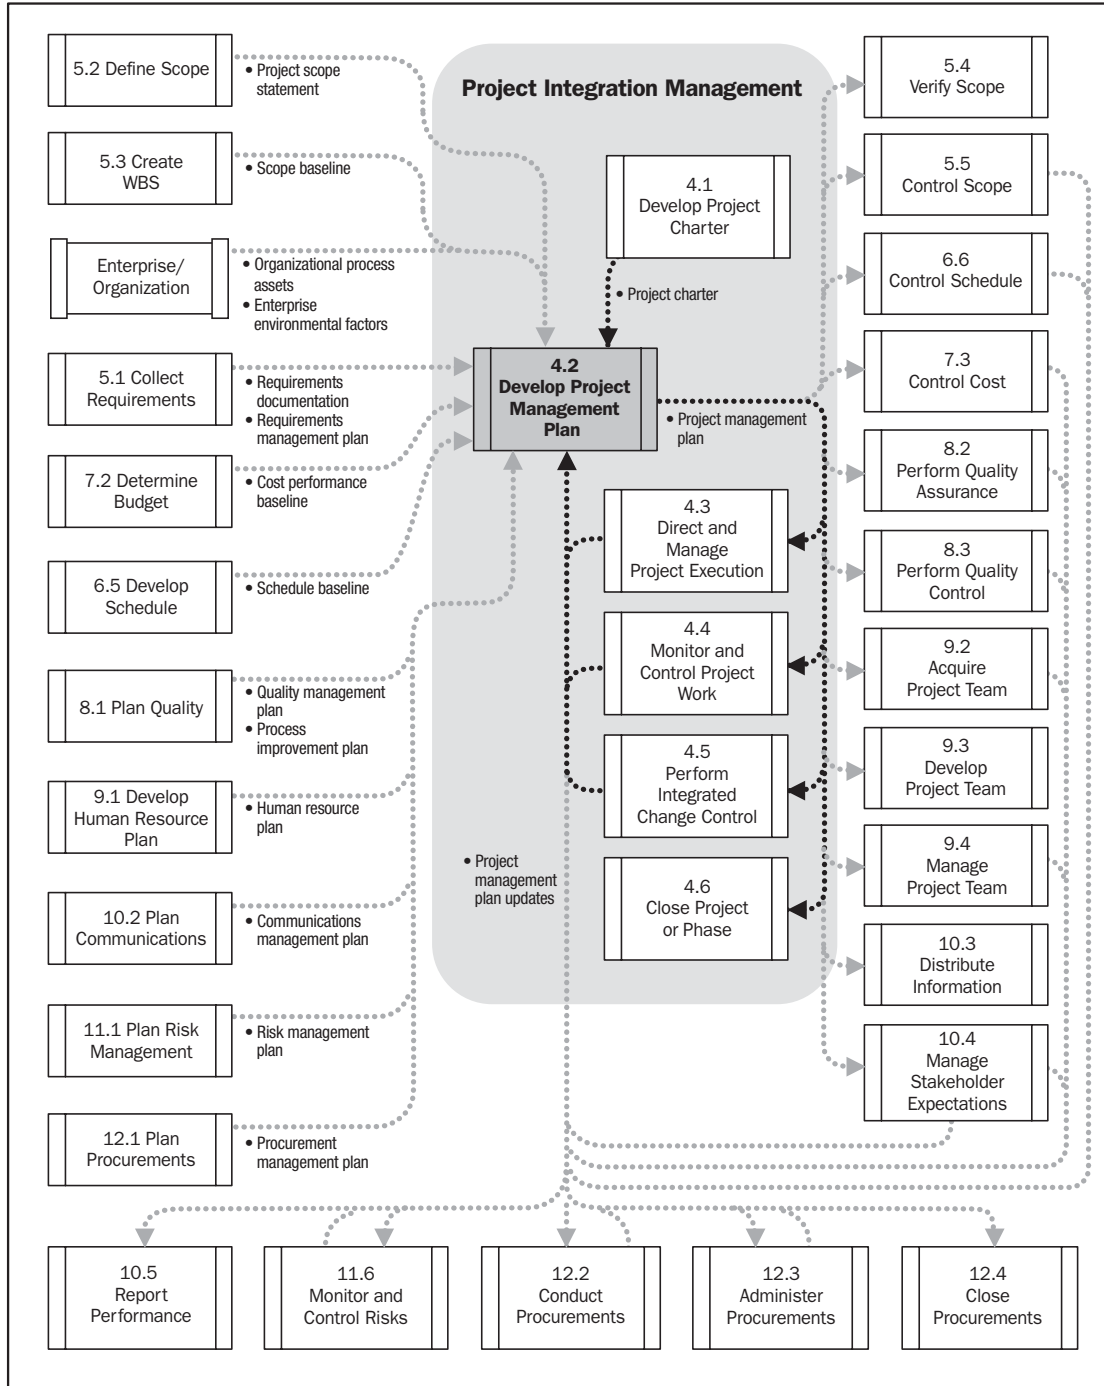 5.2 Define Scope
• Project scope
statement
5.3 Create
WBS
• Scope baseline
Enterprise/
Organization
• Organizational process
assets
• Enterprise
environmental factors
5.1 Collect
Requirements
• Requirements
documentation
• Requirements
management plan
7.2 Determine
Budget
• Cost performance
baseline
6.5 Develop
Schedule
• Schedule baseline
8.1 Plan Quality
• Quality management
plan
• Process
improvement plan
9.1 Develop
Human Resource
Plan
• Human resource
plan
10.2 Plan
Communications
• Communications
management plan
11.1 Plan Risk
Management
• Risk management
plan
12.1 Plan
Procurements
• Procurement
management plan
Project Integration Management
4.1
Develop Project
Charter
• Project charter
4.2
Develop Project
Management
Plan
• Project management
plan
4.3
Direct and
Manage
Project Execution
4.4
Monitor and
Control Project
Work
4.5
Perform
Integrated
Change Control
• Project
management
plan updates
4.6
Close Project
or Phase
5.4
Verify Scope
5.5
Control Scope
6.6
Control Schedule
7.3
Control Cost
8.2
Perform Quality
Assurance
8.3
Perform Quality
Control
9.2
Acquire
Project Team
9.3
Develop
Project Team
9.4
Manage
Project Team
10.3
Distribute
Information
10.4
Manage
Stakeholder
Expectations
10.5
Report
Performance
11.6
Monitor and
Control Risks
12.2
Conduct
Procurements
12.3
Administer
Procurements
12.4
Close
Procurements